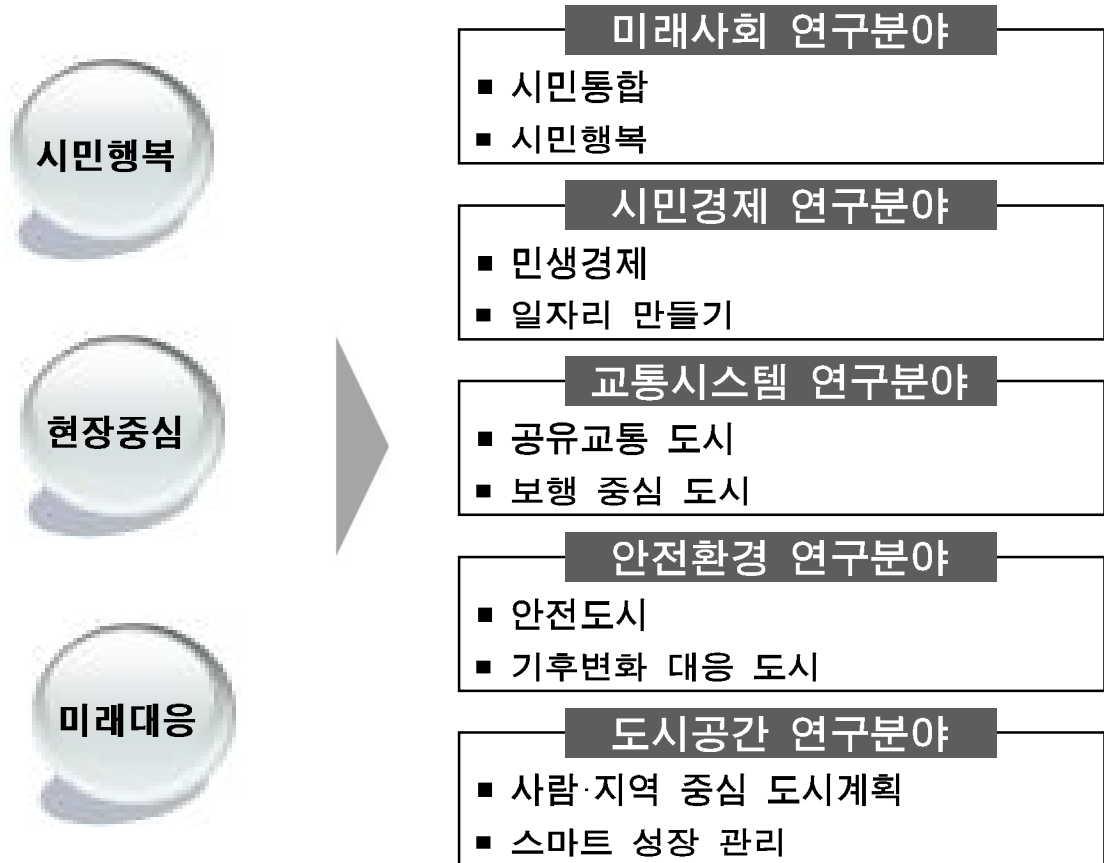 시민행복
현장중심
미래대응
미래사회 연구분야
▪ 시민통합
▪ 시민행복
시민경제 연구분야
▪ 민생경제
▪ 일자리 만들기
교통시스템 연구분야
▪ 공유교통 도시
▪ 보행 중심 도시
안전환경 연구분야
▪ 안전도시
▪ 기후변화 대응 도시
도시공간 연구분야
▪ 사람·지역 중심 도시계획
▪ 스마트 성장 관리